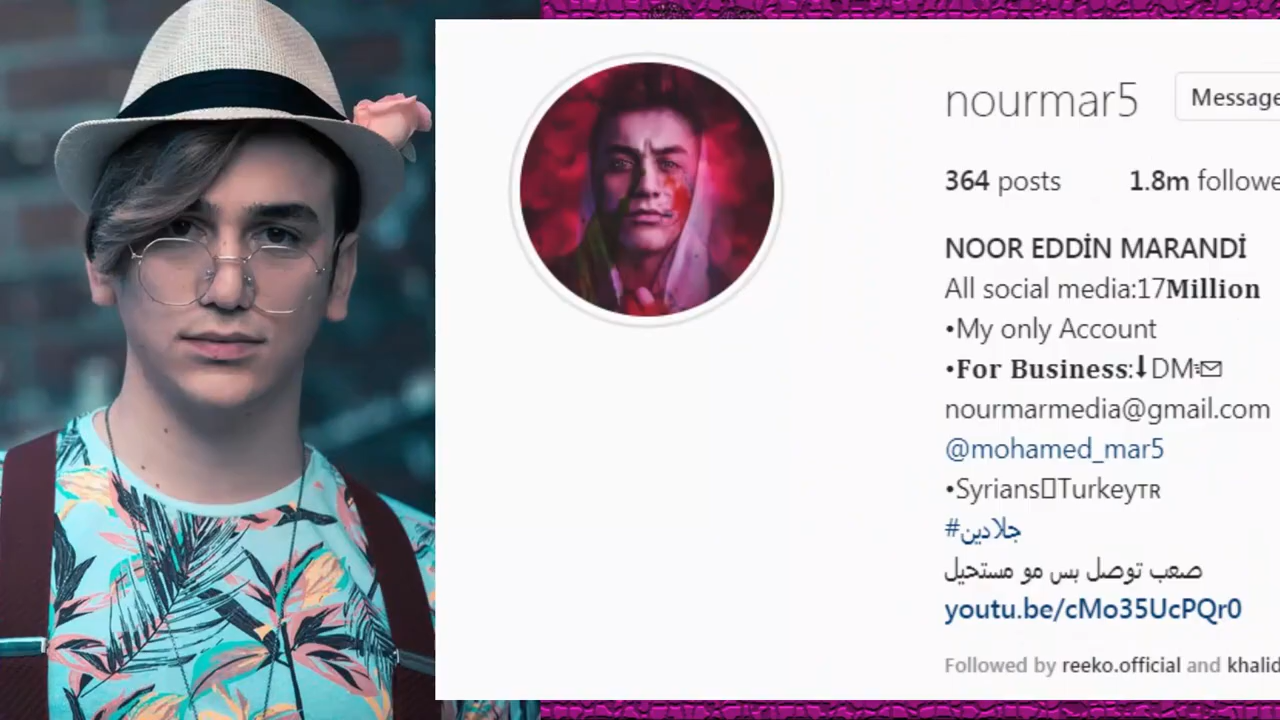 nourmar5
Message
364 posts 1.8m followe
NOOR EDDİN MARANDİ
All social media:17Million
•My only Account
•For Business:⬇DM
nourmarmedia@gmail.com
@mohamed_mar5
•Syrians▯TurkeyTR
#جلادين
صعب توصل بس مو مستحيل
youtu.be/cMo35UcPQr0
Followed by reeko.official and khalid